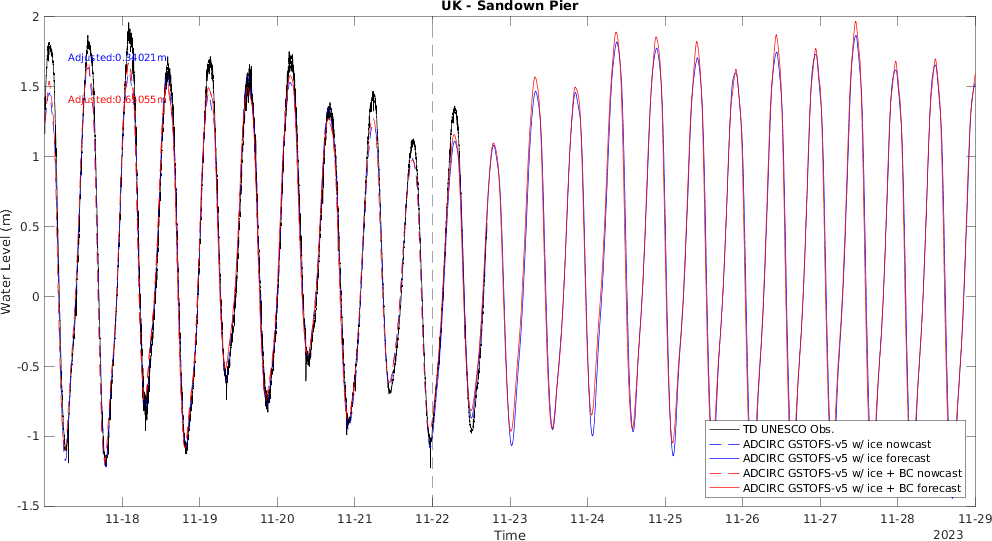 UK - Sandown Pier
Water Level (m)
2
1.5
1
0.5
0
-0.5
-1
-1.5
Adjusted:0.34021m
Adjusted:0.65055m
TD UNESCO Obs.
ADCIRC GSTOFS-v5 w/ ice nowcast
ADCIRC GSTOFS-v5 w/ ice forecast
ADCIRC GSTOFS-v5 w/ ice + BC nowcast
ADCIRC GSTOFS-v5 w/ ice + BC forecast
11-18 11-19 11-20 11-21 11-22 11-23 11-24 11-25 11-26 11-27 11-28 11-29
Time
2023